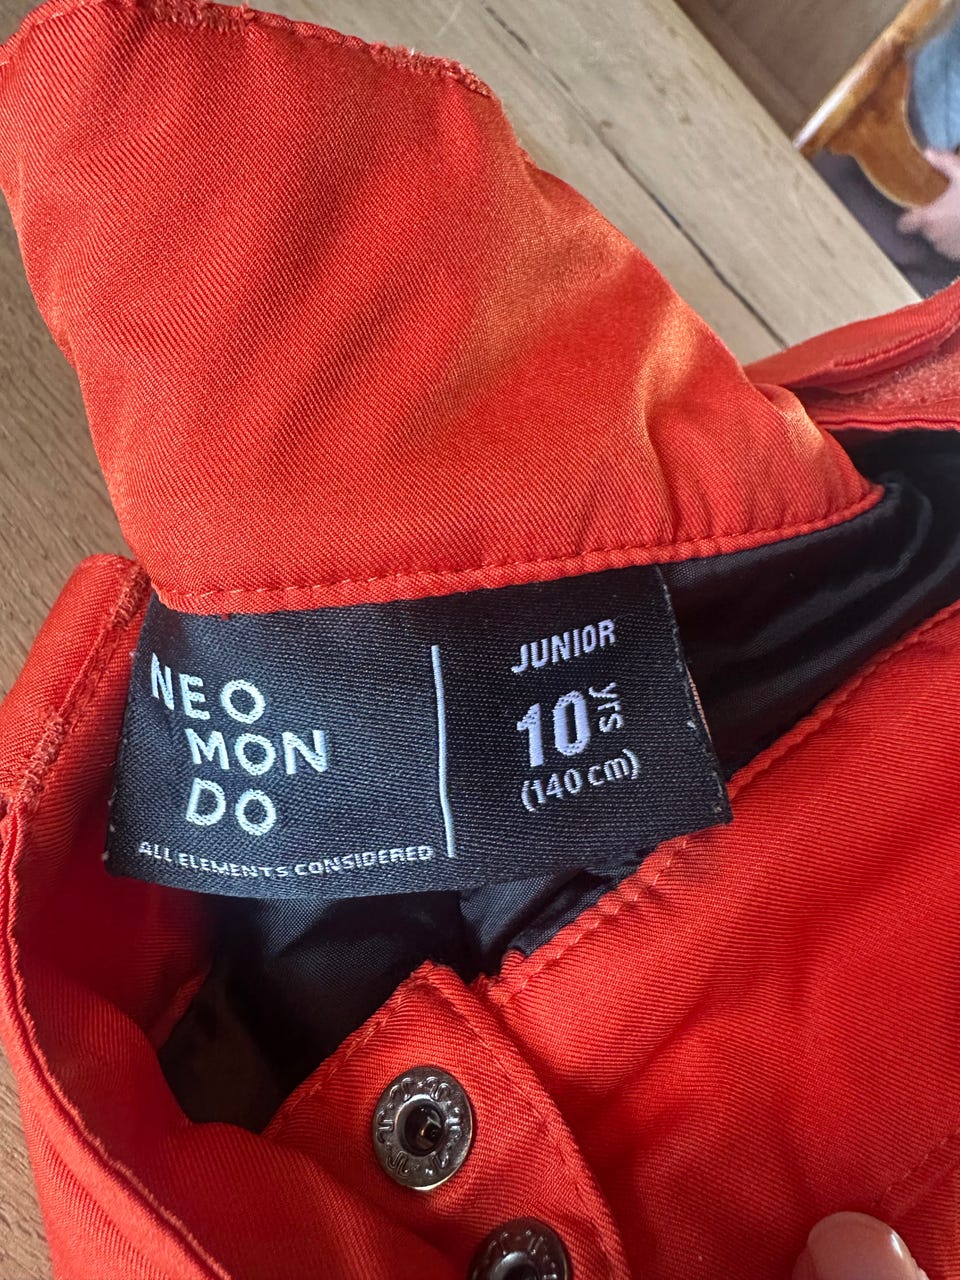 NEO
MON
DO
ALL ELEMENTS CONSIDERED
JUNIOR
10 yrs
(140 cm)